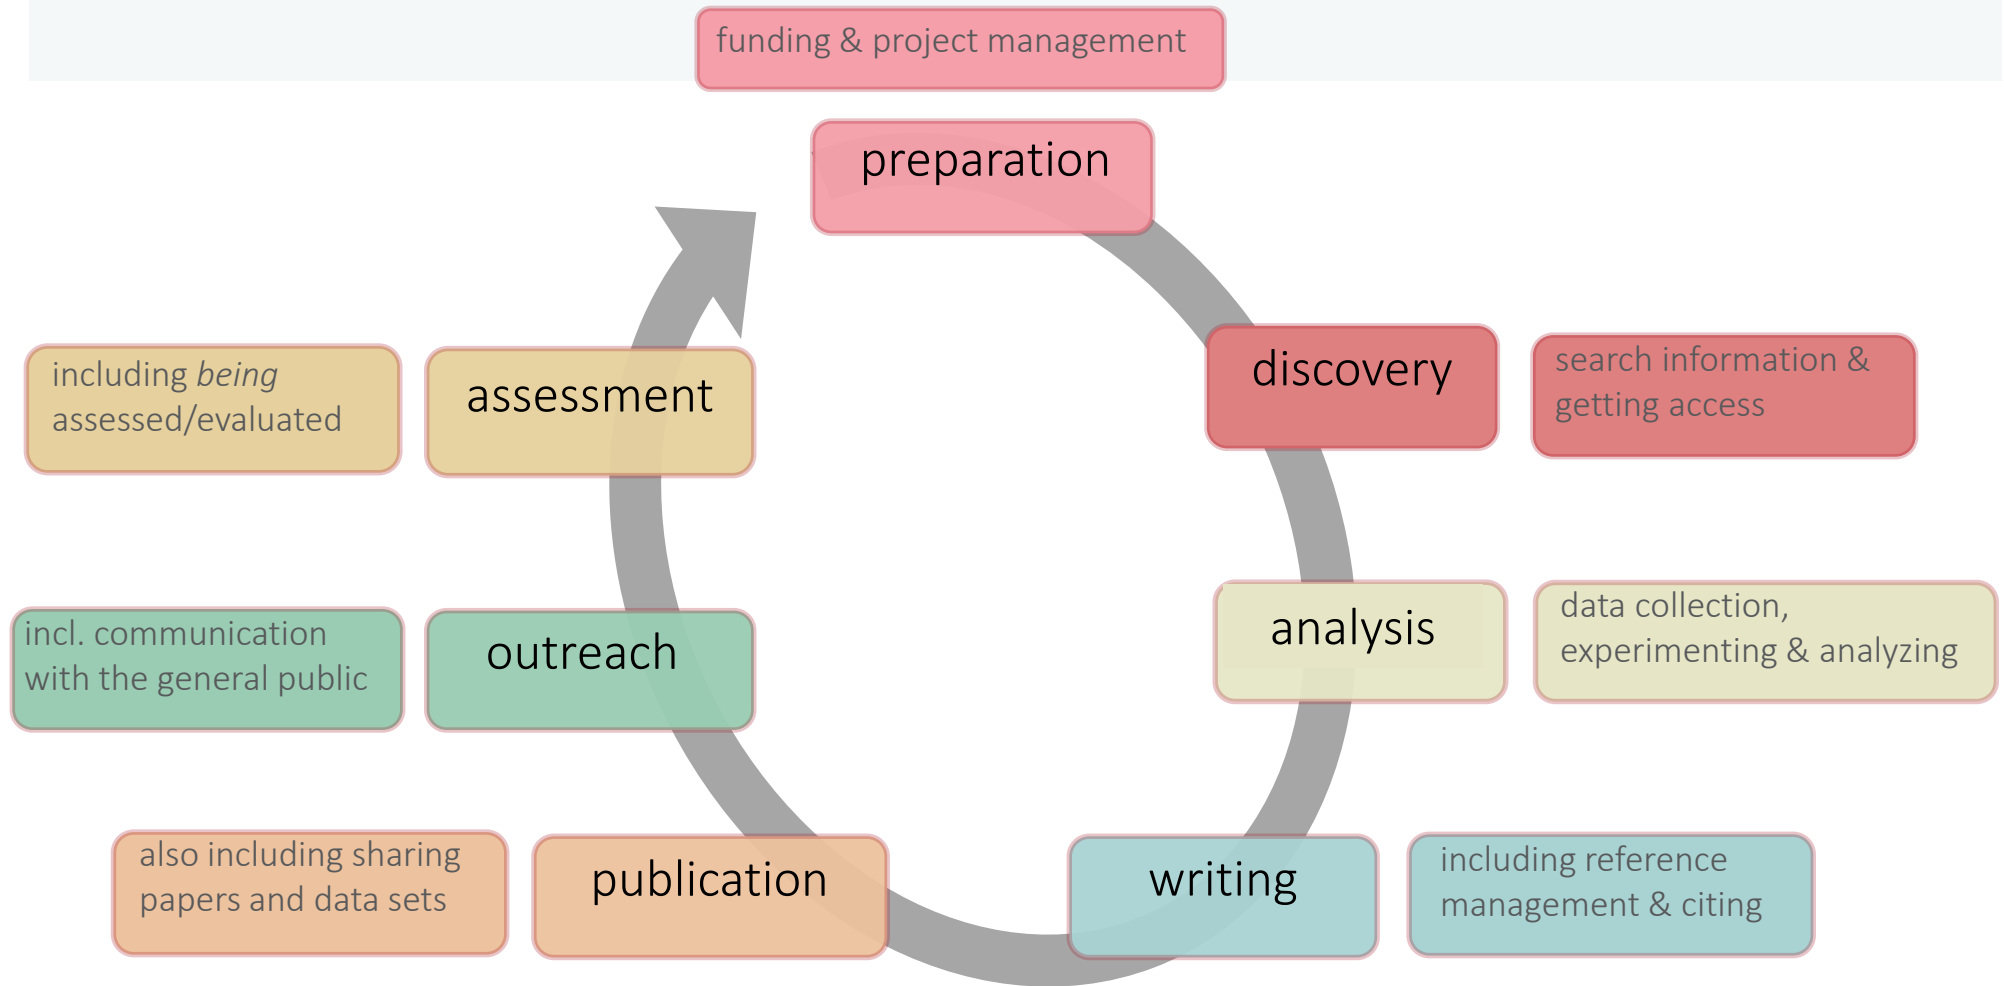 funding & project management
preparation
discovery
search information &
getting access
analysis
data collection,
experimenting & analyzing
writing
including reference
management & citing
publication
also including sharing
papers and data sets
outreach
incl. communication
with the general public
assessment
including being
assessed/evaluated